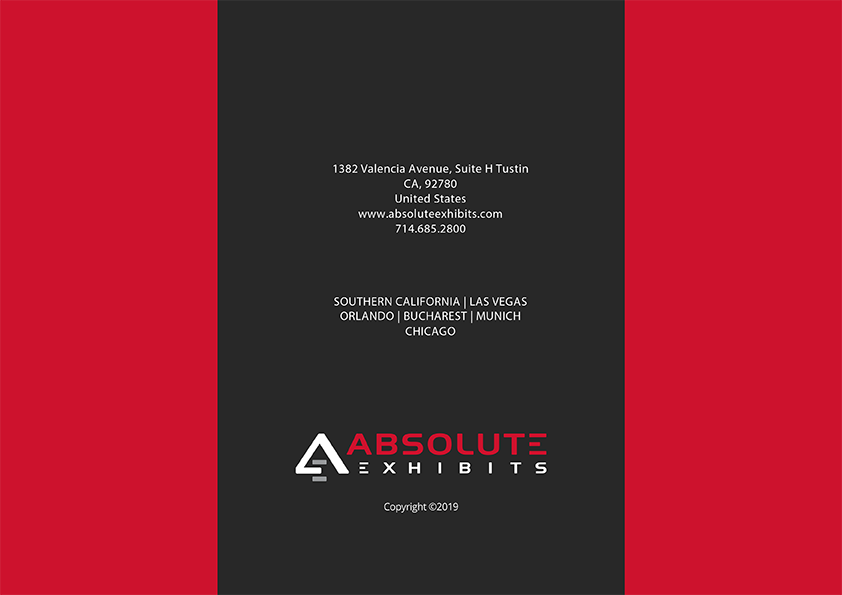 1382 Valencia Avenue, Suite H Tustin
CA, 92780
United States
www.absoluteexhibits.com
714.685.2800
SOUTHERN CALIFORNIA | LAS VEGAS
ORLANDO | BUCHAREST | MUNICH
CHICAGO
ABSOLUTE
EXHIBITS
Copyright ©2019